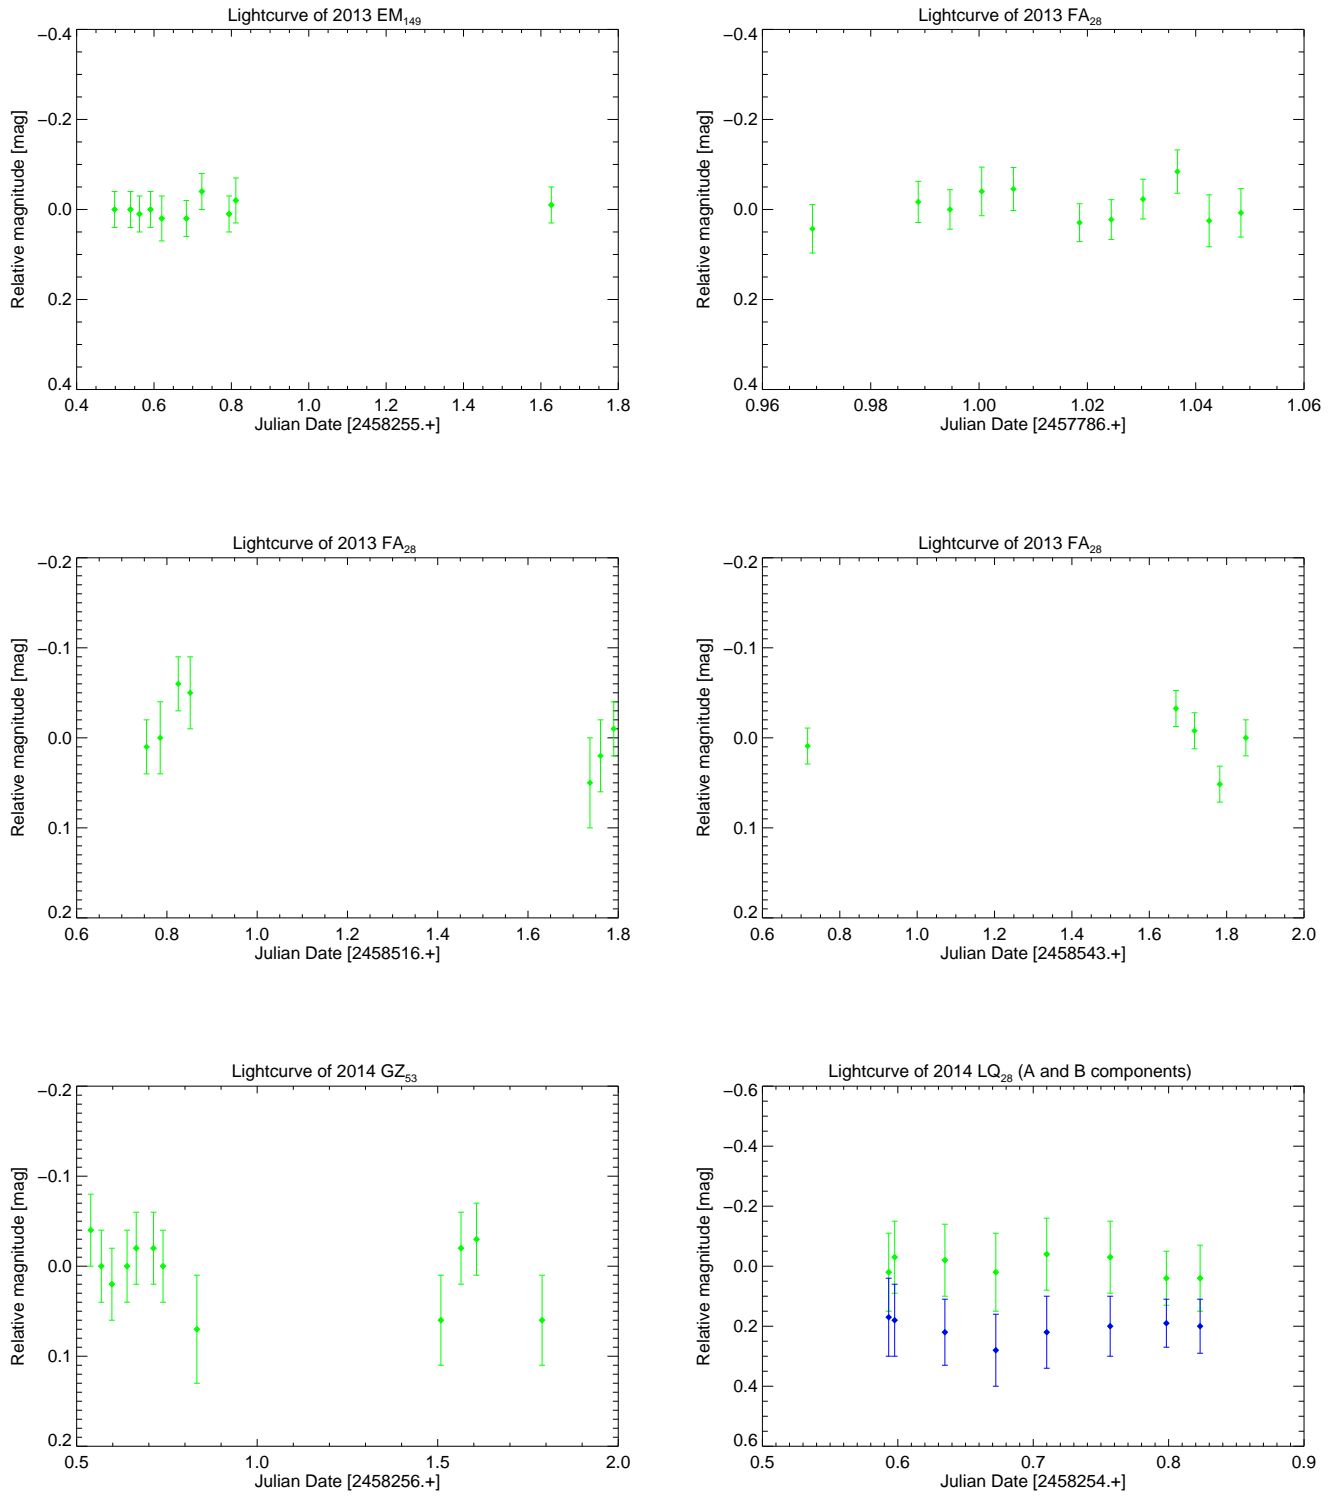 Lightcurve of 2013 EM₁₄₉
−0.4
−0.2
0.0
0.2
0.4
Relative magnitude [mag]
0.4 0.6 0.8 1.0 1.2 1.4 1.6 1.8
Julian Date [2458255.+]
Lightcurve of 2013 FA₂₈
−0.4
−0.2
0.0
0.2
0.4
Relative magnitude [mag]
0.96 0.98 1.00 1.02 1.04 1.06
Julian Date [2457786.+]
Lightcurve of 2013 FA₂₈
−0.2
−0.1
0.0
0.1
0.2
Relative magnitude [mag]
0.6 0.8 1.0 1.2 1.4 1.6 1.8
Julian Date [2458516.+]
Lightcurve of 2013 FA₂₈
−0.2
−0.1
0.0
0.1
0.2
Relative magnitude [mag]
0.6 0.8 1.0 1.2 1.4 1.6 1.8 2.0
Julian Date [2458543.+]
Lightcurve of 2014 GZ₅₃
−0.2
−0.1
0.0
0.1
0.2
Relative magnitude [mag]
0.5 1.0 1.5 2.0
Julian Date [2458256.+]
Lightcurve of 2014 LQ₂₈ (A and B components)
−0.6
−0.4
−0.2
0.0
0.2
0.4
0.6
Relative magnitude [mag]
0.5 0.6 0.7 0.8 0.9
Julian Date [2458254.+]